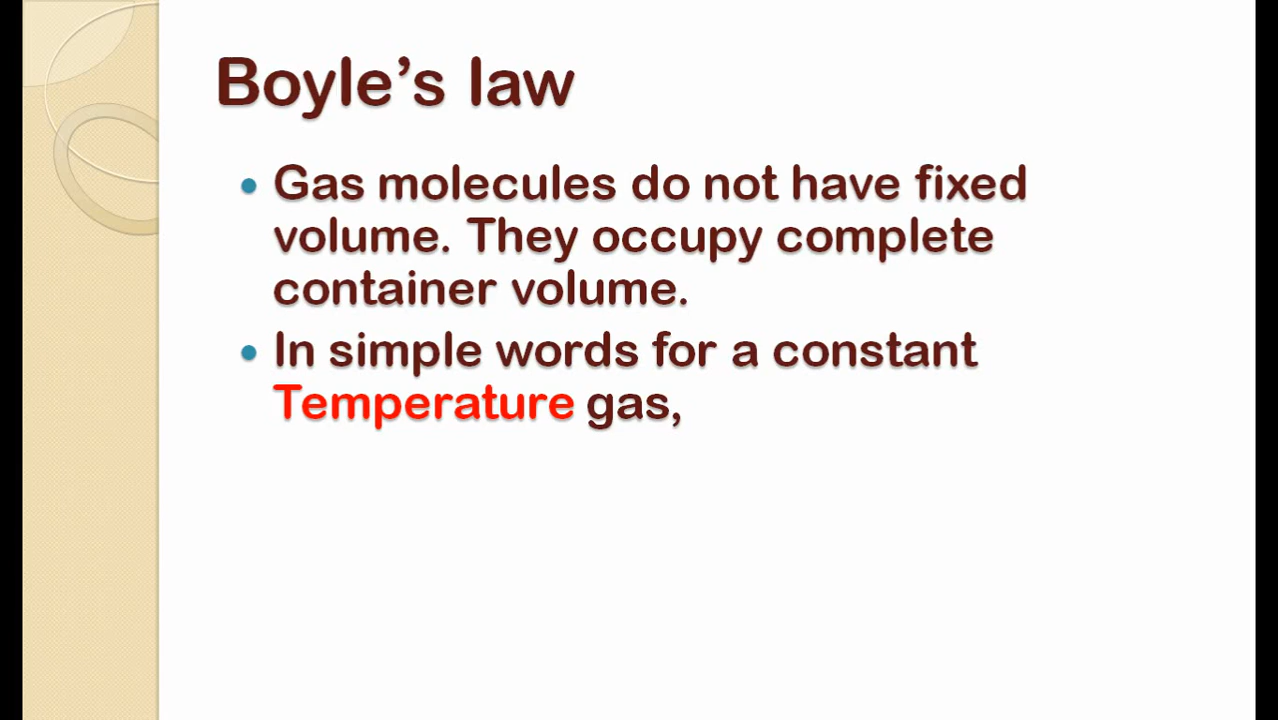 Boyle’s law
• Gas molecules do not have fixed
volume. They occupy complete
container volume.
• In simple words for a constant
Temperature gas,